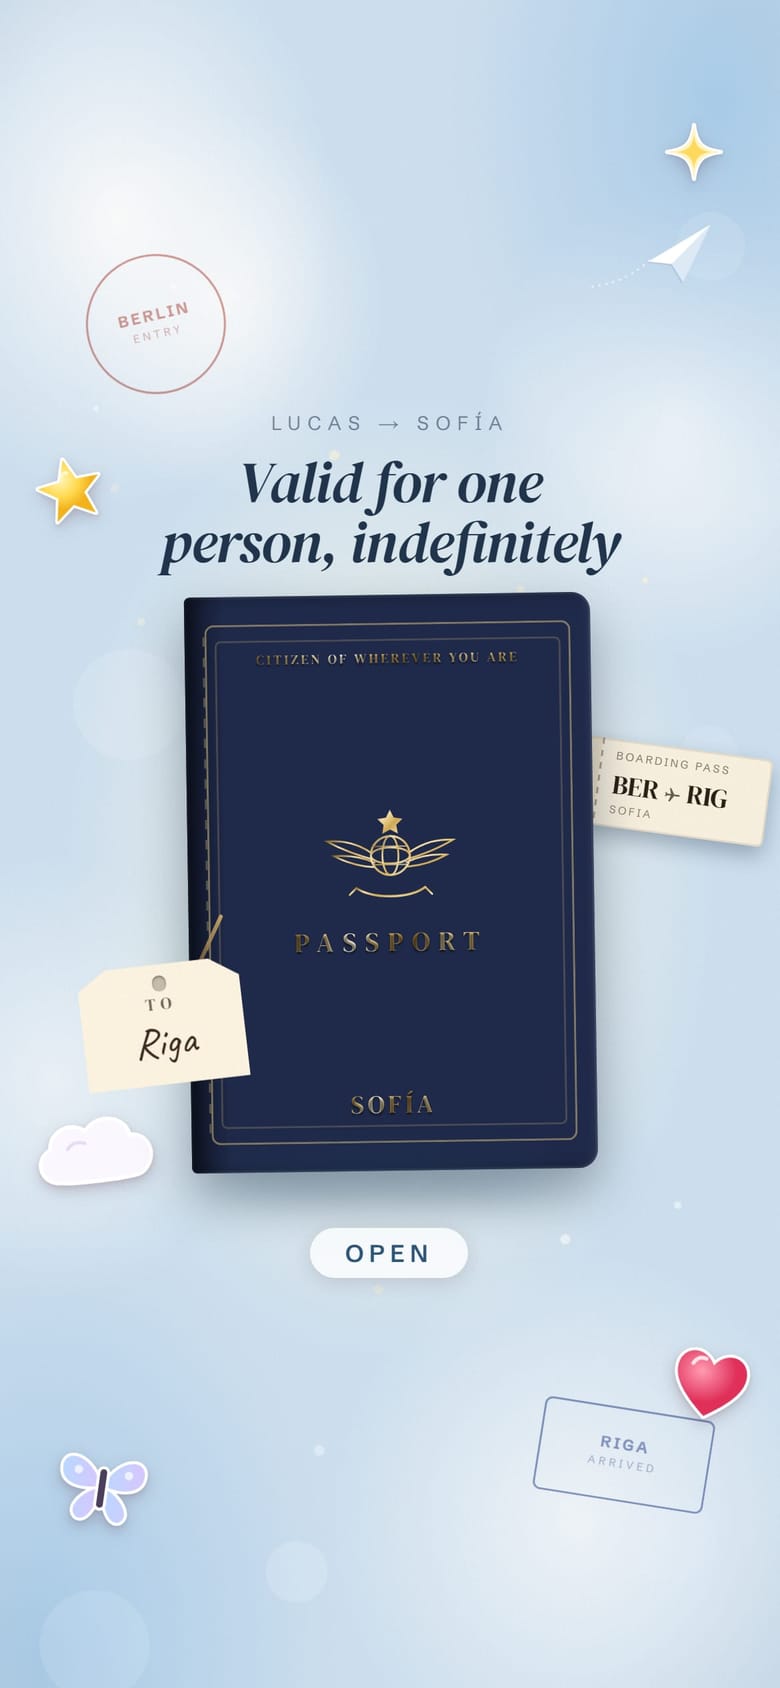 BERLIN
ENTRY
LUCAS → SOFÍA
Valid for one
person, indefinitely
CITIZEN OF WHEREVER YOU ARE
BOARDING PASS
BER ✈ RIG
SOFIA
PASSPORT
TO
Riga
SOFÍA
OPEN
RIGA
ARRIVED